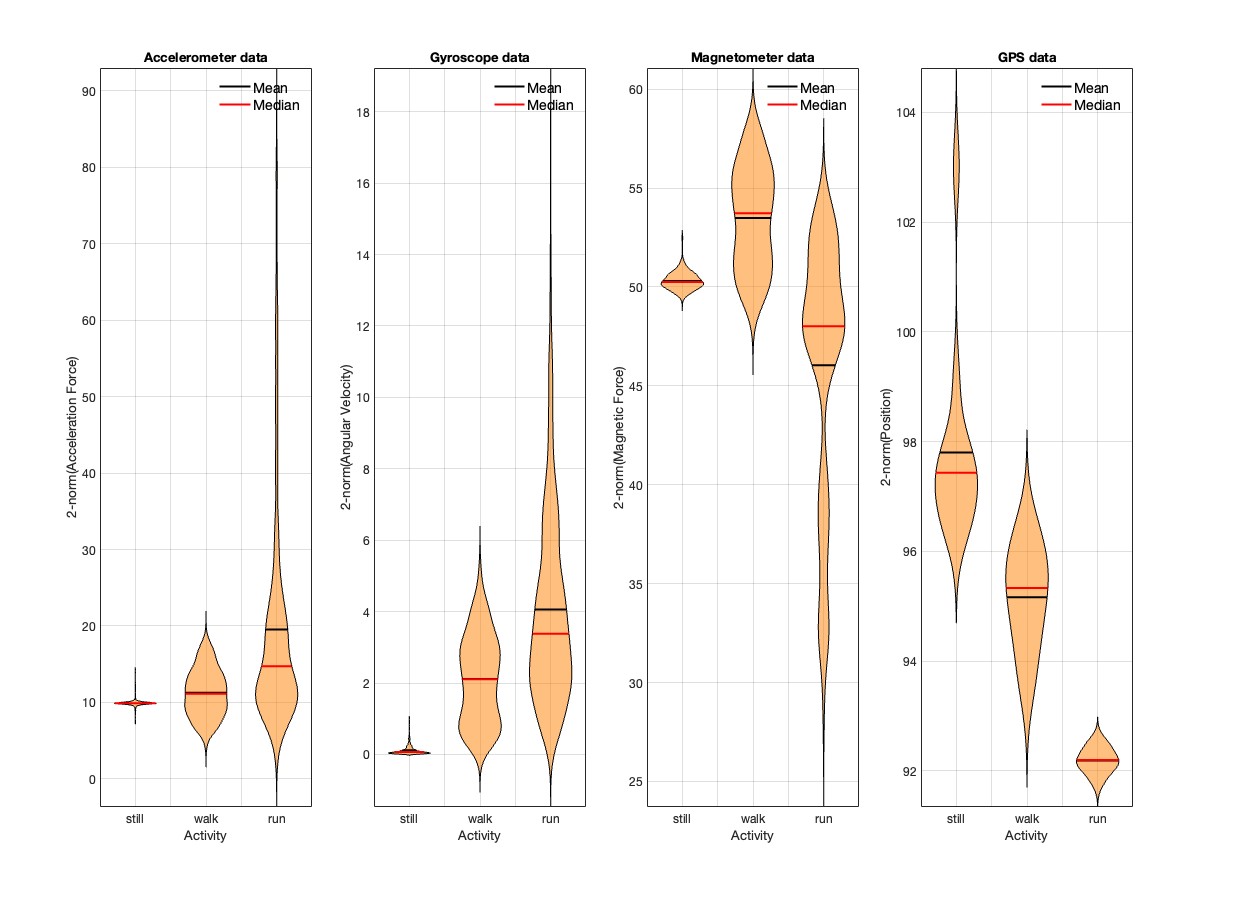 Accelerometer data
Mean
Median
90
80
70
60
50
40
30
20
10
0
2-norm(Acceleration Force)
still walk run
Activity
Gyroscope data
Mean
Median
18
16
14
12
10
8
6
4
2
0
2-norm(Angular Velocity)
still walk run
Activity
Magnetometer data
Mean
Median
60
55
50
45
40
35
30
25
2-norm(Magnetic Force)
still walk run
Activity
GPS data
Mean
Median
104
102
100
98
96
94
92
2-norm(Position)
still walk run
Activity